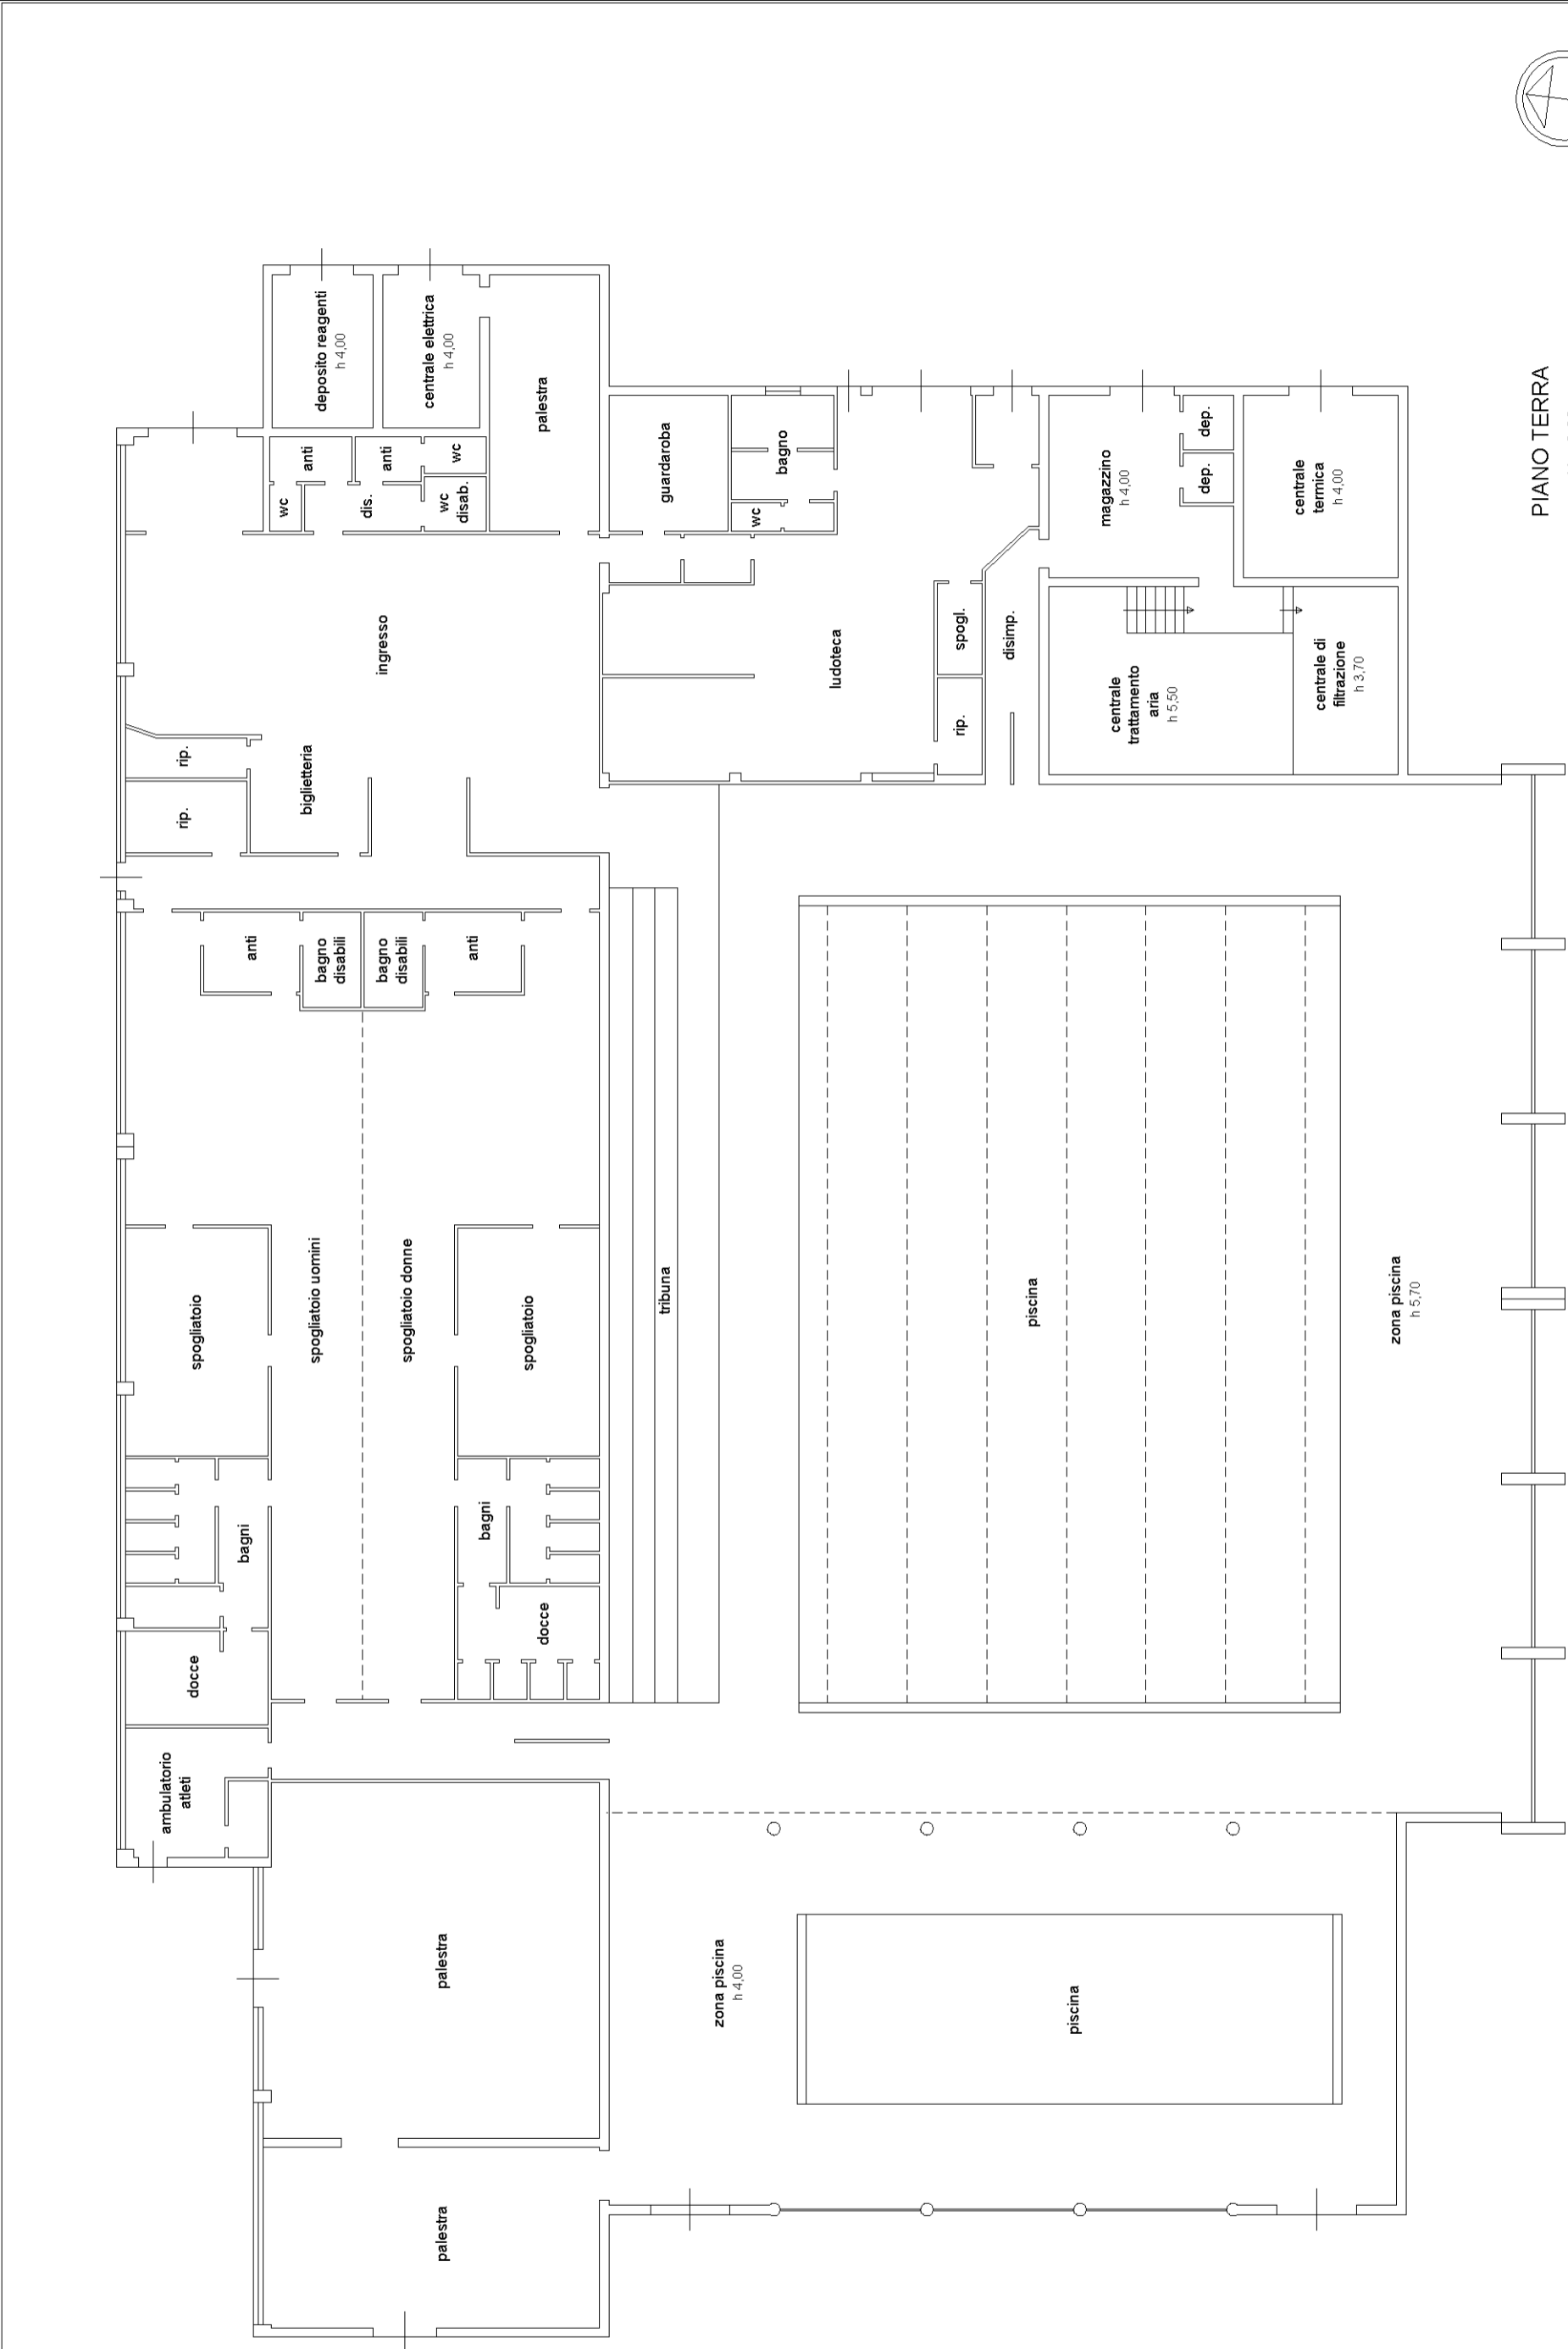 ambulatorio
atleti
docce
spogliatoio
rip.
rip.
bagni
anti
wc
biglietteria
anti
spogliatoio uomini
bagno
disabili
deposito reagenti
h 4,00
dis.
ingresso
bagno
disabili
anti
spogliatoio donne
centrale elettrica
h 4,00
palestra
palestra
wc
disab.
wc
anti
bagni
spogliatoio
docce
palestra
tribuna
guardaroba
zona piscina
h 4,00
wc
bagno
ludoteca
piscina
piscina
rip.
spogl.
disimp.
magazzino
h 4,00
centrale
trattamento
aria
h 5,50
dep.
dep.
centrale
termica
h 4,00
centrale di
filtrazione
h 3,70
zona piscina
h 5,70
PIANO TERRA